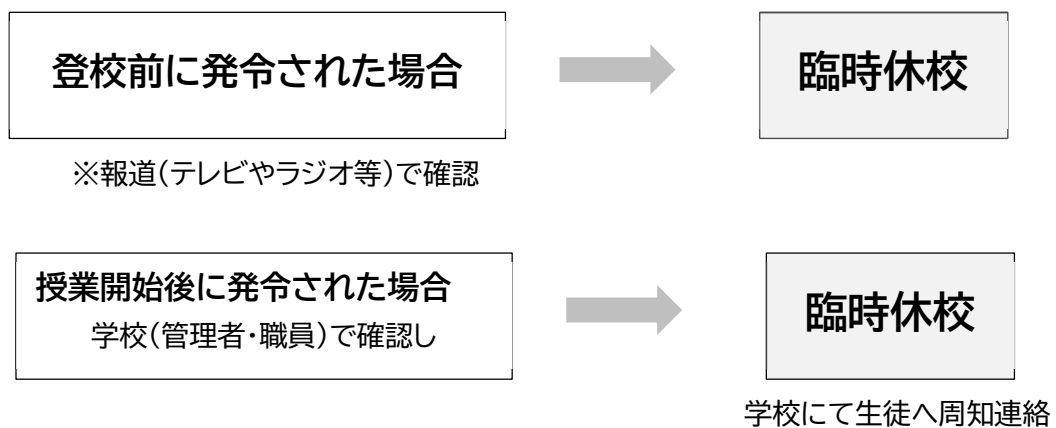 登校前に発令された場合
臨時休校
※報道(テレビやラジオ等)で確認
授業開始後に発令された場合
学校(管理者・職員)で確認し
臨時休校
学校にて生徒へ周知連絡